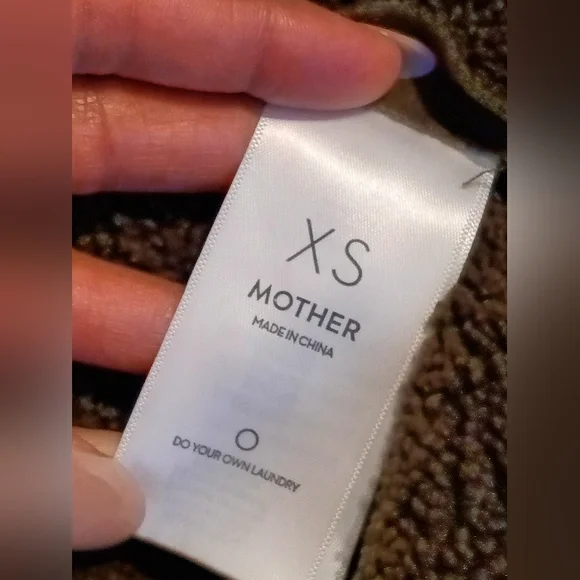 XS
MOTHER
MADE IN CHINA
DO YOUR OWN LAUNDRY